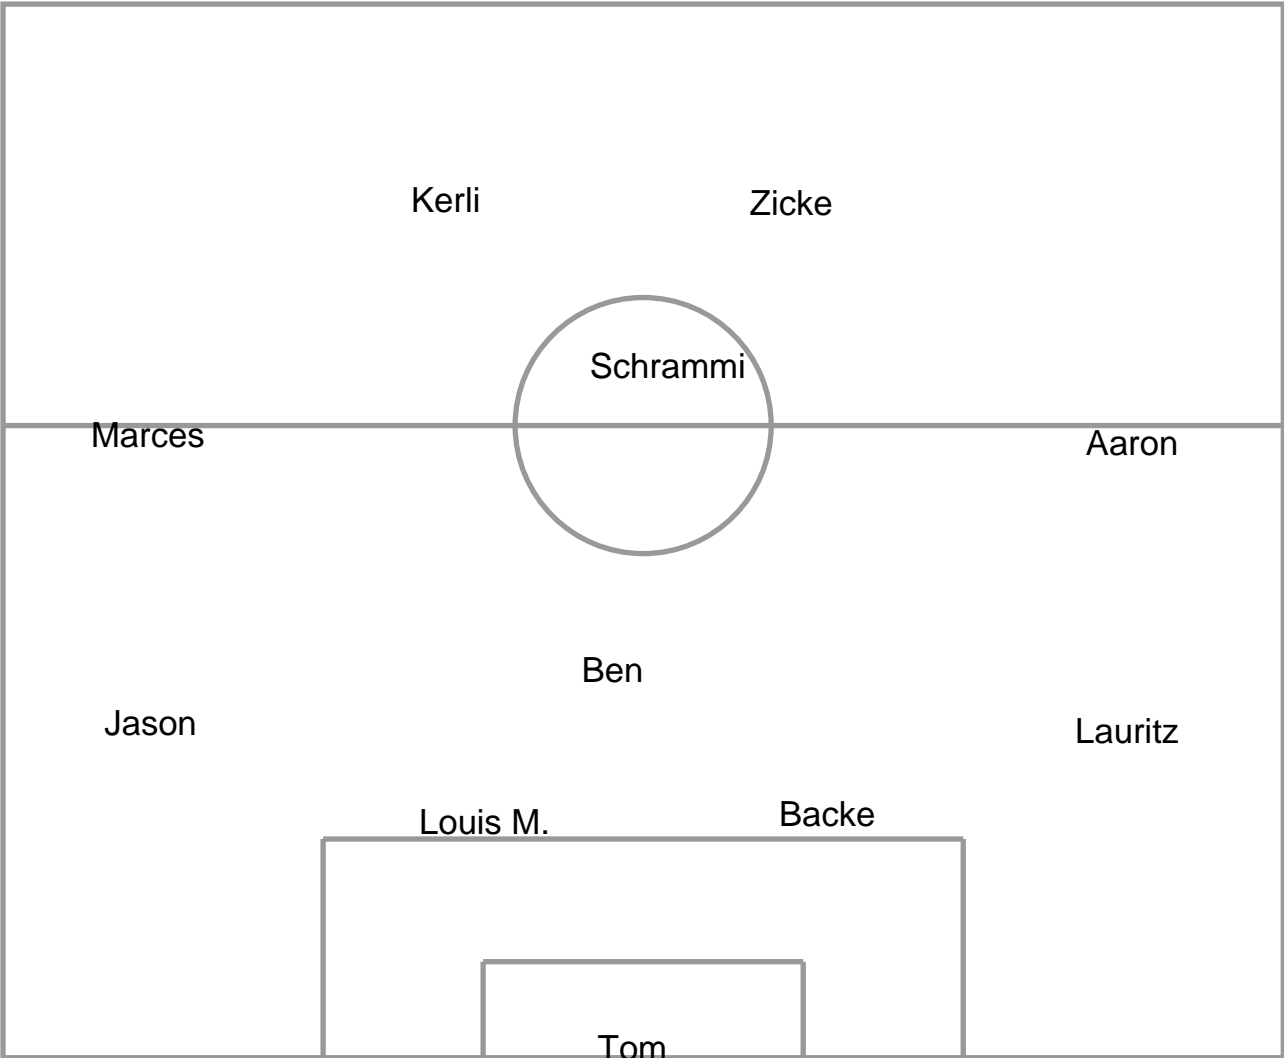 Kerli
Zicke
Schrammi
Marces
Aaron
Ben
Jason
Lauritz
Louis M.
Backe
Tom